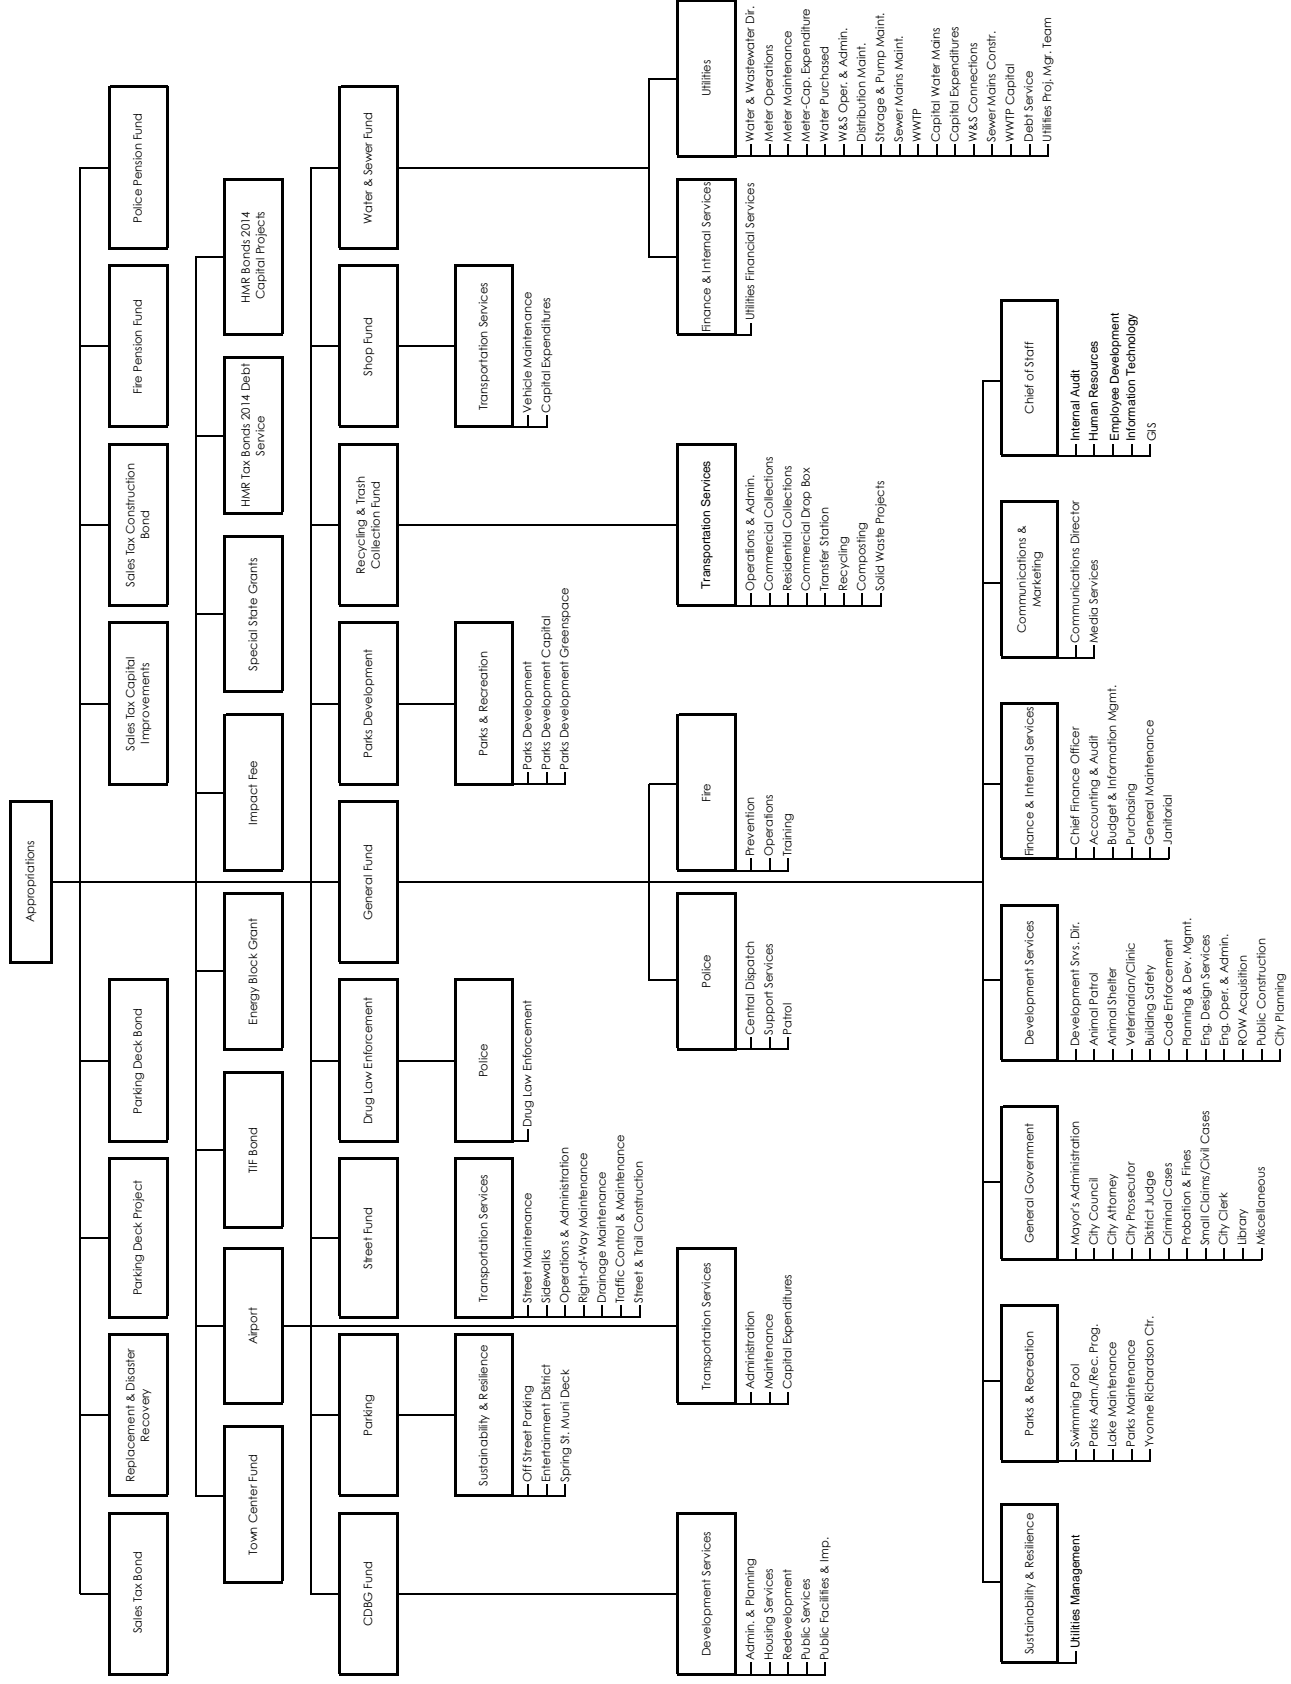 Appropriations
Sales Tax Bond
Replacement & Disaster
Recovery
Parking Deck Project
Parking Deck Bond
Sales Tax Capital
Improvements
Sales Tax Construction
Bond
Fire Pension Fund
Police Pension Fund
Town Center Fund
Airport
TIF Bond
Energy Block Grant
Impact Fee
Special State Grants
HMR Tax Bonds 2014 Debt
Service
HMR Bonds 2014
Capital Projects
CDBG Fund
Parking
Street Fund
Drug Law Enforcement
General Fund
Parks Development
Recycling & Trash
Collection Fund
Shop Fund
Water & Sewer Fund
Sustainability & Resilience
Off Street Parking
Entertainment District
Spring St. Muni Deck
Transportation Services
Street Maintenance
Sidewalks
Operations & Administration
Right-of-Way Maintenance
Drainage Maintenance
Traffic Control & Maintenance
Street & Trail Construction
Police
Drug Law Enforcement
Parks & Recreation
Parks Development
Parks Development Capital
Parks Development Greenspace
Transportation Services
Vehicle Maintenance
Capital Expenditures
Development Services
Admin. & Planning
Housing Services
Redevelopment
Public Services
Public Facilities & Imp.
Transportation Services
Administration
Maintenance
Capital Expenditures
Police
Central Dispatch
Support Services
Patrol
Fire
Prevention
Operations
Training
Transportation Services
Operations & Admin.
Commercial Collections
Residential Collections
Commercial Drop Box
Transfer Station
Recycling
Composting
Solid Waste Projects
Finance & Internal Services
Utilities Financial Services
Utilities
Water & Wastewater Dir.
Meter Operations
Meter Maintenance
Meter-Cap. Expenditure
Water Purchased
W&S Oper. & Admin.
Distribution Maint.
Storage & Pump Maint.
Sewer Mains Maint.
WWTP
Capital Water Mains
Capital Expenditures
W&S Connections
Sewer Mains Constr.
WWTP Capital
Debt Service
Utilities Proj. Mgr. Team
Sustainability & Resilience
Utilities Management
Parks & Recreation
Swimming Pool
Parks Adm./Rec. Prog.
Lake Maintenance
Parks Maintenance
Yvonne Richardson Ctr.
General Government
Mayor's Administration
City Council
City Attorney
City Prosecutor
District Judge
Criminal Cases
Probation & Fines
Small Claims/Civil Cases
City Clerk
Library
Miscellaneous
Development Services
Development Srvs. Dir.
Animal Patrol
Animal Shelter
Veterinarian/Clinic
Building Safety
Code Enforcement
Planning & Dev. Mgmt.
Eng. Design Services
Eng. Oper. & Admin.
ROW Acquisition
Public Construction
City Planning
Finance & Internal Services
Chief Finance Officer
Accounting & Audit
Budget & Information Mgmt.
Purchasing
General Maintenance
Janitorial
Communications &
Marketing
Communications Director
Media Services
Chief of Staff
Internal Audit
Human Resources
Employee Development
Information Technology
GIS